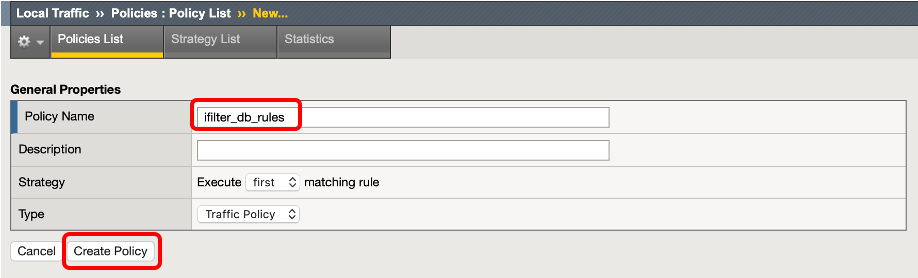 Local Traffic ›› Policies : Policy List ›› New...
Policies List Strategy List Statistics
General Properties
Policy Name ifilter_db_rules
Description
Strategy Execute first matching rule
Type Traffic Policy
Cancel Create Policy